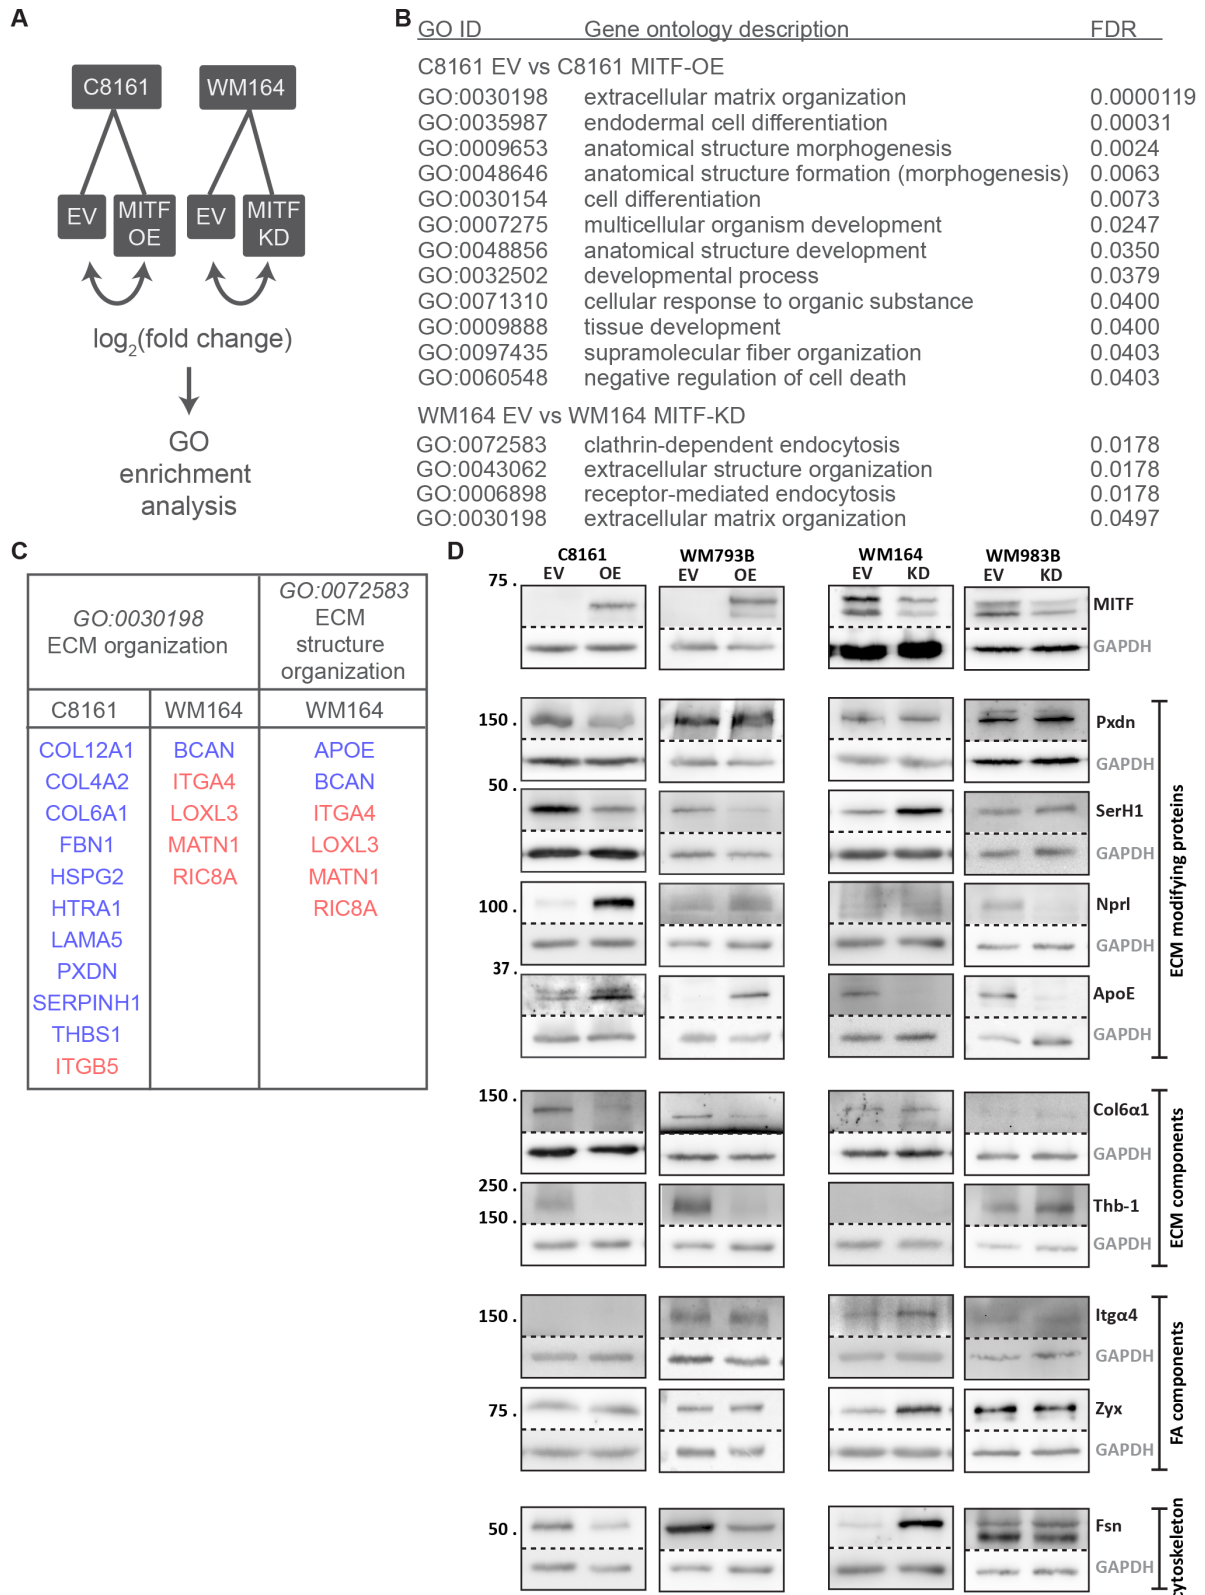 A
C8161 WM164
EV MITF OE EV MITF KD
log2(fold change)
GO
enrichment
analysis
B
GO ID Gene ontology description FDR
C8161 EV vs C8161 MITF-OE
GO:0030198 extracellular matrix organization 0.0000119
GO:0035987 endodermal cell differentiation 0.00031
GO:0009653 anatomical structure morphogenesis 0.0024
GO:0048646 anatomical structure formation (morphogenesis) 0.0063
GO:0030154 cell differentiation 0.0073
GO:0007275 multicellular organism development 0.0247
GO:0048856 anatomical structure development 0.0350
GO:0032502 developmental process 0.0379
GO:0071310 cellular response to organic substance 0.0400
GO:0009888 tissue development 0.0400
GO:0097435 supramolecular fiber organization 0.0403
GO:0060548 negative regulation of cell death 0.0403
WM164 EV vs WM164 MITF-KD
GO:0072583 clathrin-dependent endocytosis 0.0178
GO:0043062 extracellular structure organization 0.0178
GO:0006898 receptor-mediated endocytosis 0.0178
GO:0030198 extracellular matrix organization 0.0497
C
GO:0030198
ECM organization
GO:0072583
ECM
structure
organization
C8161 WM164 WM164
COL12A1 BCAN APOE
COL4A2 ITGA4 BCAN
COL6A1 LOXL3 ITGA4
FBN1 MATN1 LOXL3
HSPG2 RIC8A MATN1
HTRA1 RIC8A
LAMA5
PXDN
SERPINH1
THBS1
ITGB5
D
C8161 WM793B WM164 WM983B
EV OE EV OE EV KD EV KD
75
MITF
GAPDH
150 Pxdn
GAPDH
50
SerH1
GAPDH
100 Nprl
GAPDH
37
ApoE
GAPDH
ECM modifying proteins
150
Col6α1
GAPDH
250
150
Thb-1
GAPDH
ECM components
150 Itgα4
GAPDH
75 Zyx
GAPDH
FA components
50 Fsn
GAPDH
ytoskeleton